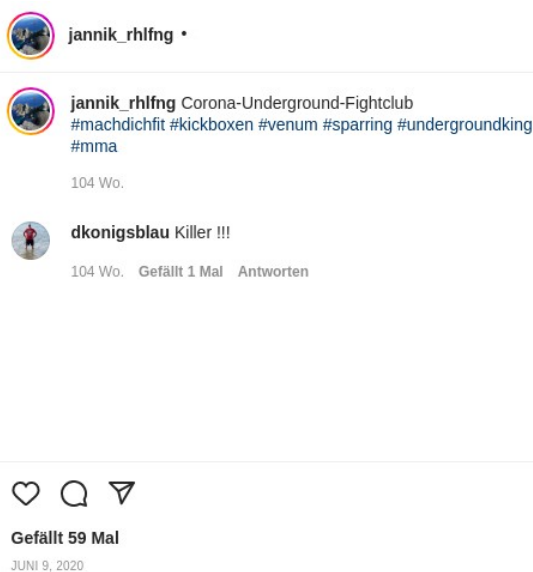 jannik_rhlfng •
jannik_rhlfng Corona-Underground-Fightclub
#machdichfit #kickboxen #venum #sparring #undergroundking
#mma
104 Wo.
dkonigsblau Killer !!!
104 Wo. Gefällt 1 Mal Antworten
Gefällt 59 Mal
JUNI 9, 2020